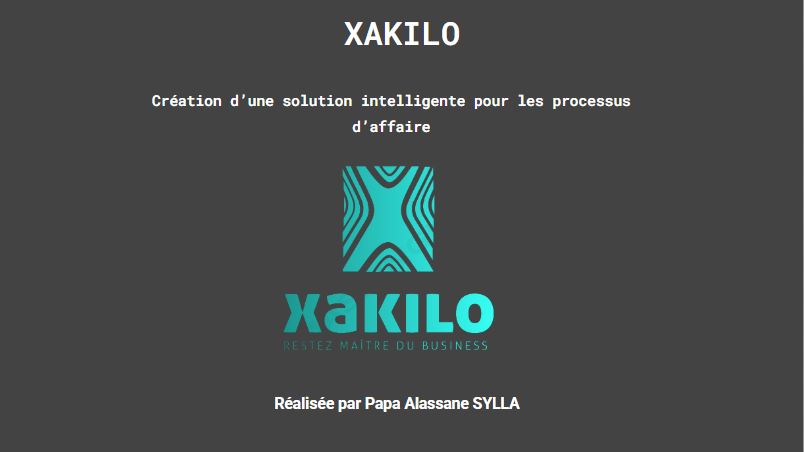 XAKILO
Création d’une solution intelligente pour les processus
d’affaire
XaKILO
RESTEZ MAÎTRE DU BUSINESS
Réalisée par Papa Alassane SYLLA